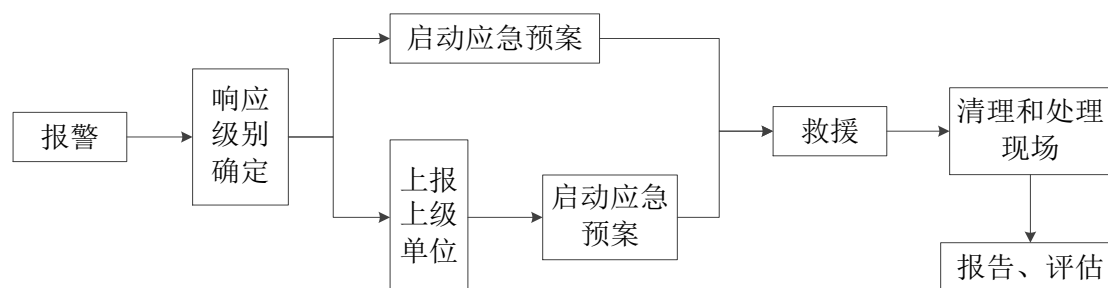 报警
响应
级别
确定
启动应急预案
上报
上级
单位
启动应急
预案
救援
清理和处理
现场
报告、评估